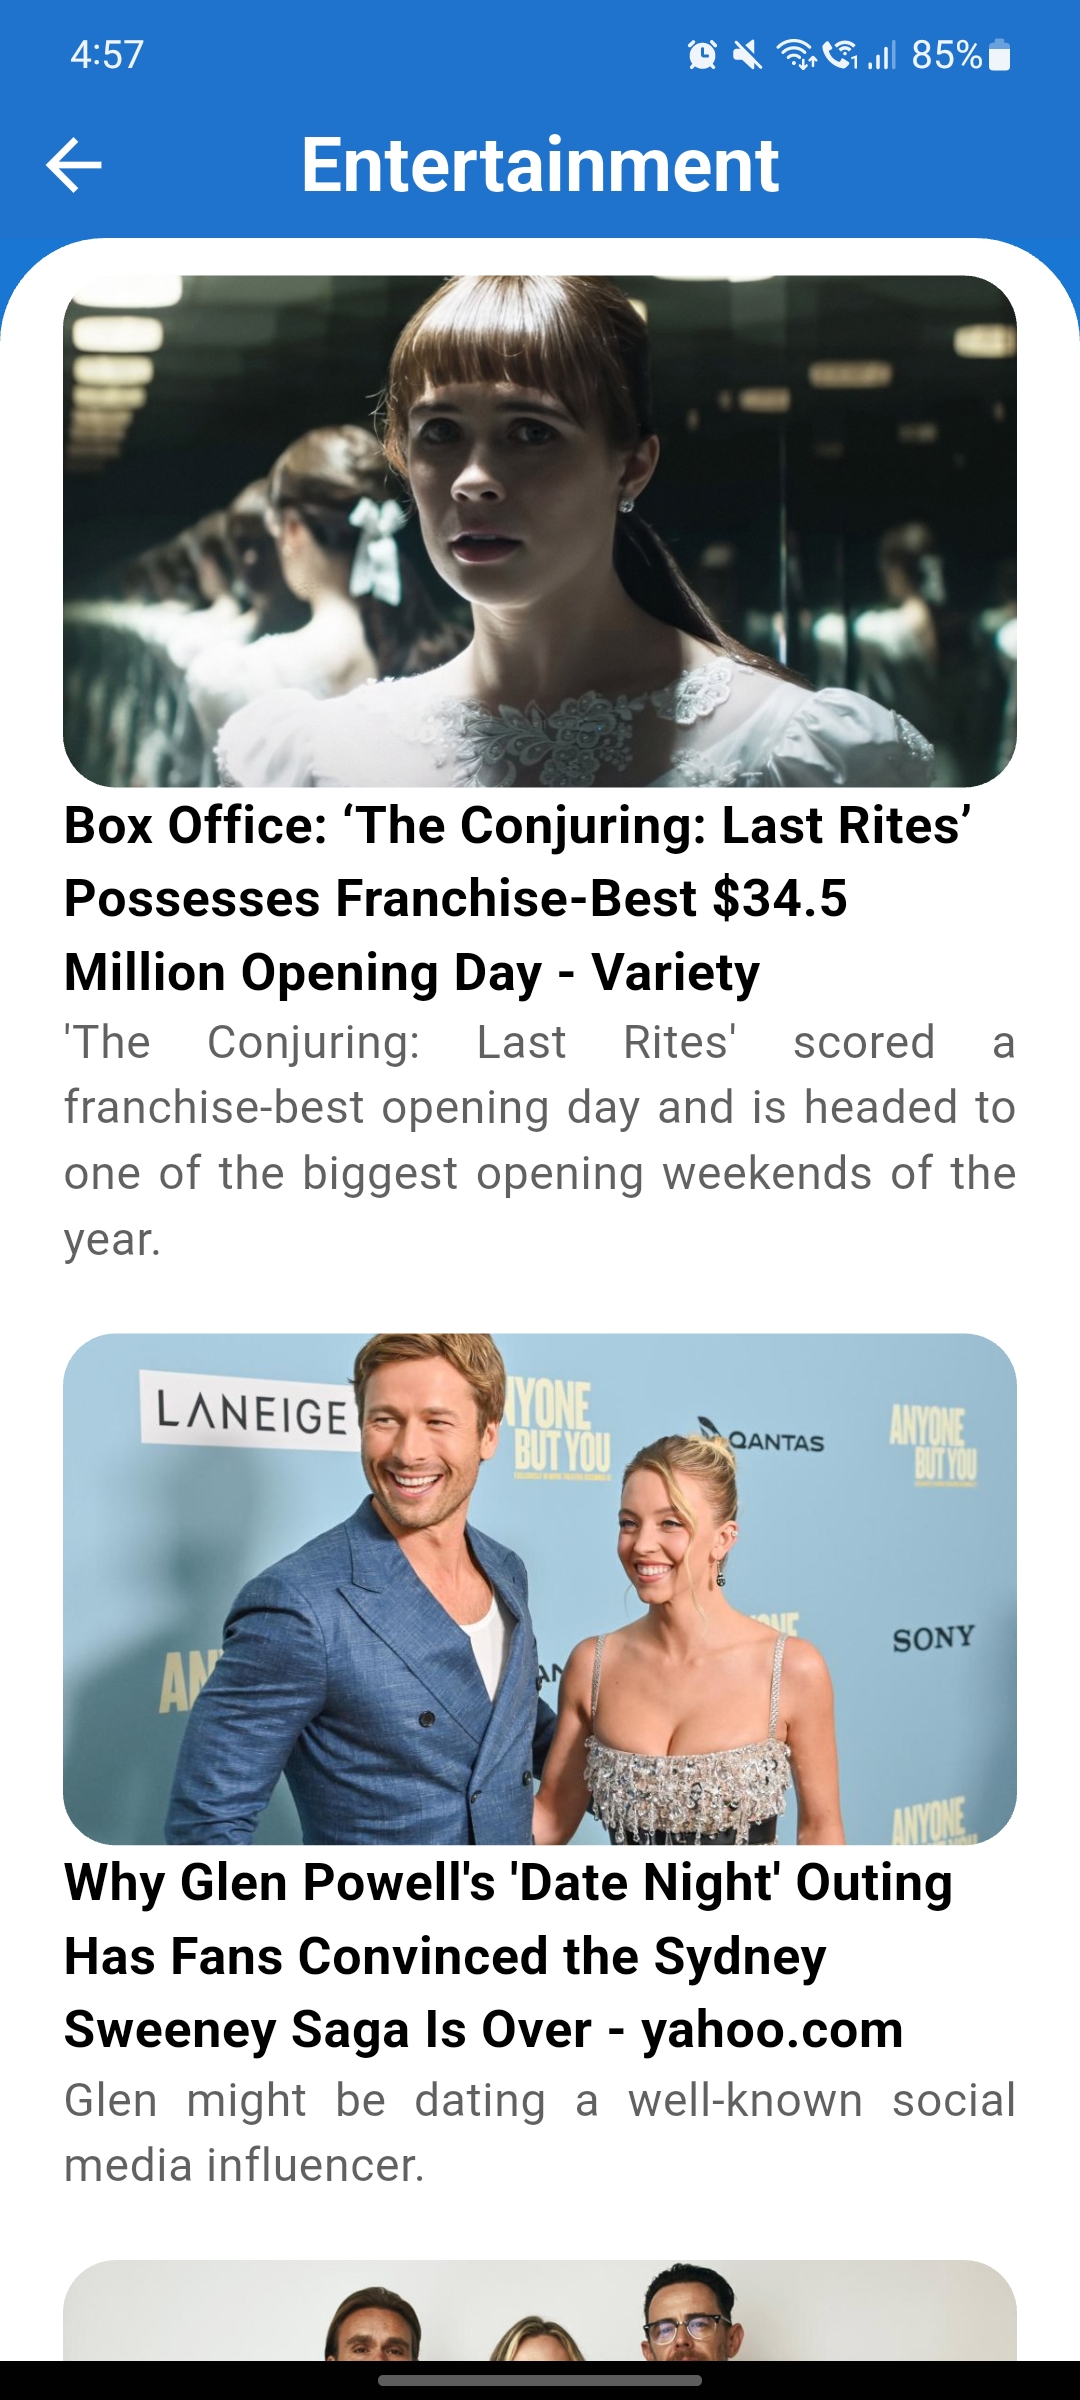 4:57
85%
Entertainment
Box Office: ‘The Conjuring: Last Rites’
Possesses Franchise-Best $34.5
Million Opening Day - Variety
'The Conjuring: Last Rites' scored a
franchise-best opening day and is headed to
one of the biggest opening weekends of the
year.
LANEIGE
ANYONE
BUT YOU
QANTAS
ANYONE
BUT YOU
SONY
ANYONE
Why Glen Powell's 'Date Night' Outing
Has Fans Convinced the Sydney
Sweeney Saga Is Over - yahoo.com
Glen might be dating a well-known social
media influencer.